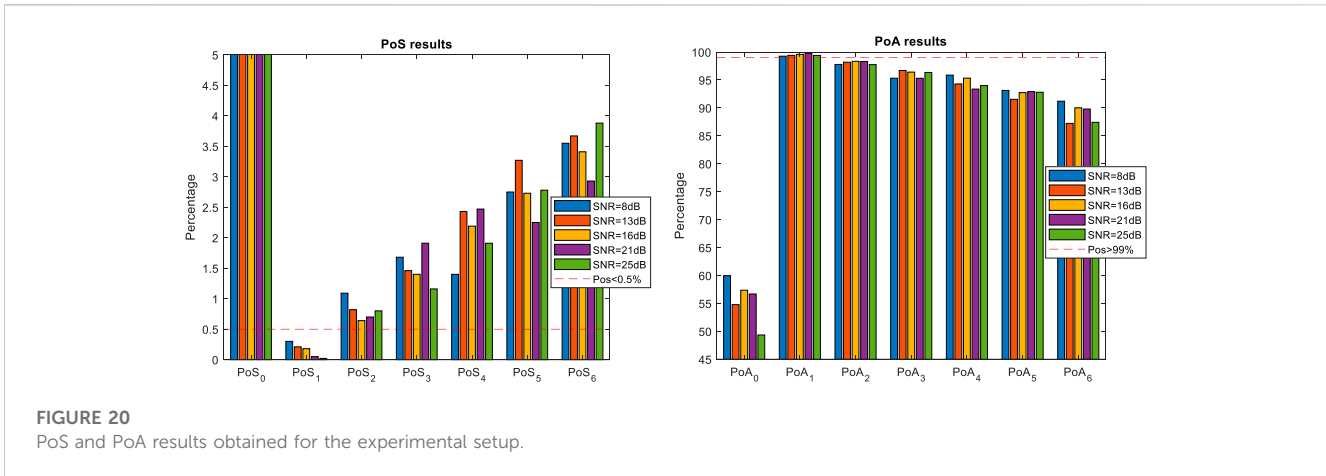 PoS results
5
4.5
4
3.5
3
2.5
2
1.5
1
0.5
0
Percentage
PoS0 PoS1 PoS2 PoS3 PoS4 PoS5 PoS6
SNR=8dB
SNR=13dB
SNR=16dB
SNR=21dB
SNR=25dB
Pos<0.5%
PoA results
100
95
90
85
80
75
70
65
60
55
50
45
Percentage
PoA0 PoA1 PoA2 PoA3 PoA4 PoA5 PoA6
SNR=8dB
SNR=13dB
SNR=16dB
SNR=21dB
SNR=25dB
Pos>99%
FIGURE 20
PoS and PoA results obtained for the experimental setup.